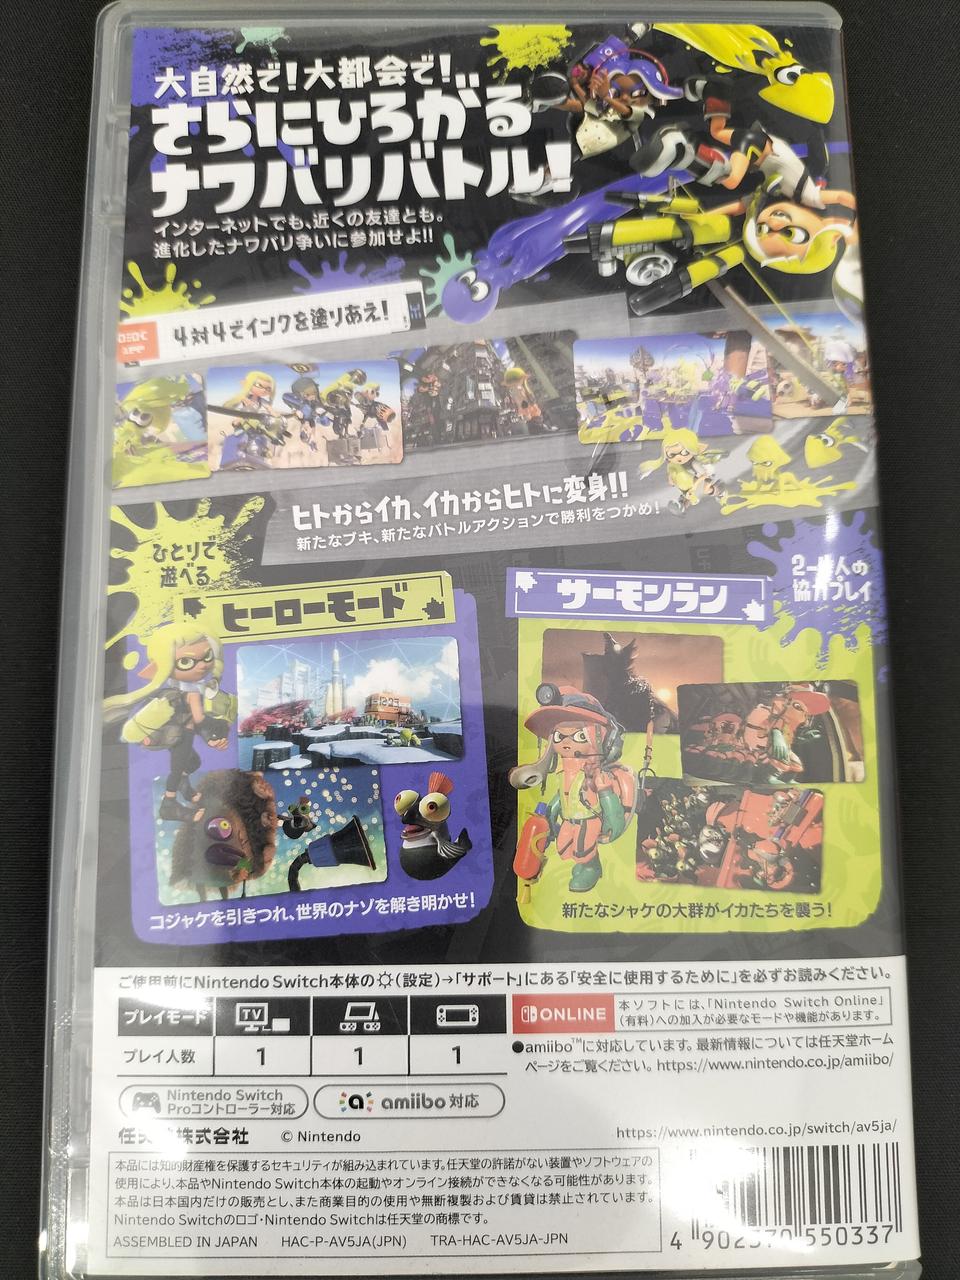 大自然で!大都会で!
さらにひろがる
ナワバリバトル!
インターネットでも、近くの友達とも。
進化したナワバリ争いに参加せよ!!
4対4でインクを塗りあえ!
ヒトからイカ、イカからヒトに変身!!
新たなブキ、新たなバトルアクションで勝利をつかめ!
ひとりで
遊べる
ヒーローモード
コジャケを引きつれ、世界のナゾを解き明かせ!
協力プレイ
サーモンラン
新たなシャケの大群がイカたちを襲う!
ご使用前にNintendo Switch本体の(設定)→「サポート」にある「安全に使用するために」を必ずお読みください。
プレイモード TV
プレイ人数 1 1 1
ONLINE
本ソフトには、「Nintendo Switch Online」
(有料)への加入が必要なモードや機能があります。
●amiibo™に対応しています。最新情報については任天堂ホーム
ページをご覧ください。https://www.nintendo.co.jp/amiibo/
Nintendo Switch
Proコントローラー対応
amiibo 対応
任天堂株式会社 © Nintendo
https://www.nintendo.co.jp/switch/av5ja/
本品には知的財産権を保護するセキュリティが組み込まれています。任天堂の許諾がない装置やソフトウェアの
使用により、本品やNintendo Switch本体の起動やオンライン接続ができなくなる可能性があります。
本品は日本国内だけの販売とし、また商業目的の使用や無断複製および賃貸は禁止されています。
Nintendo Switchのロゴ・Nintendo Switchは任天堂の商標です。
ASSEMBLED IN JAPAN HAC-P-AV5JA(JPN) TRA-HAC-AV5JA-JPN
4 902370 550337